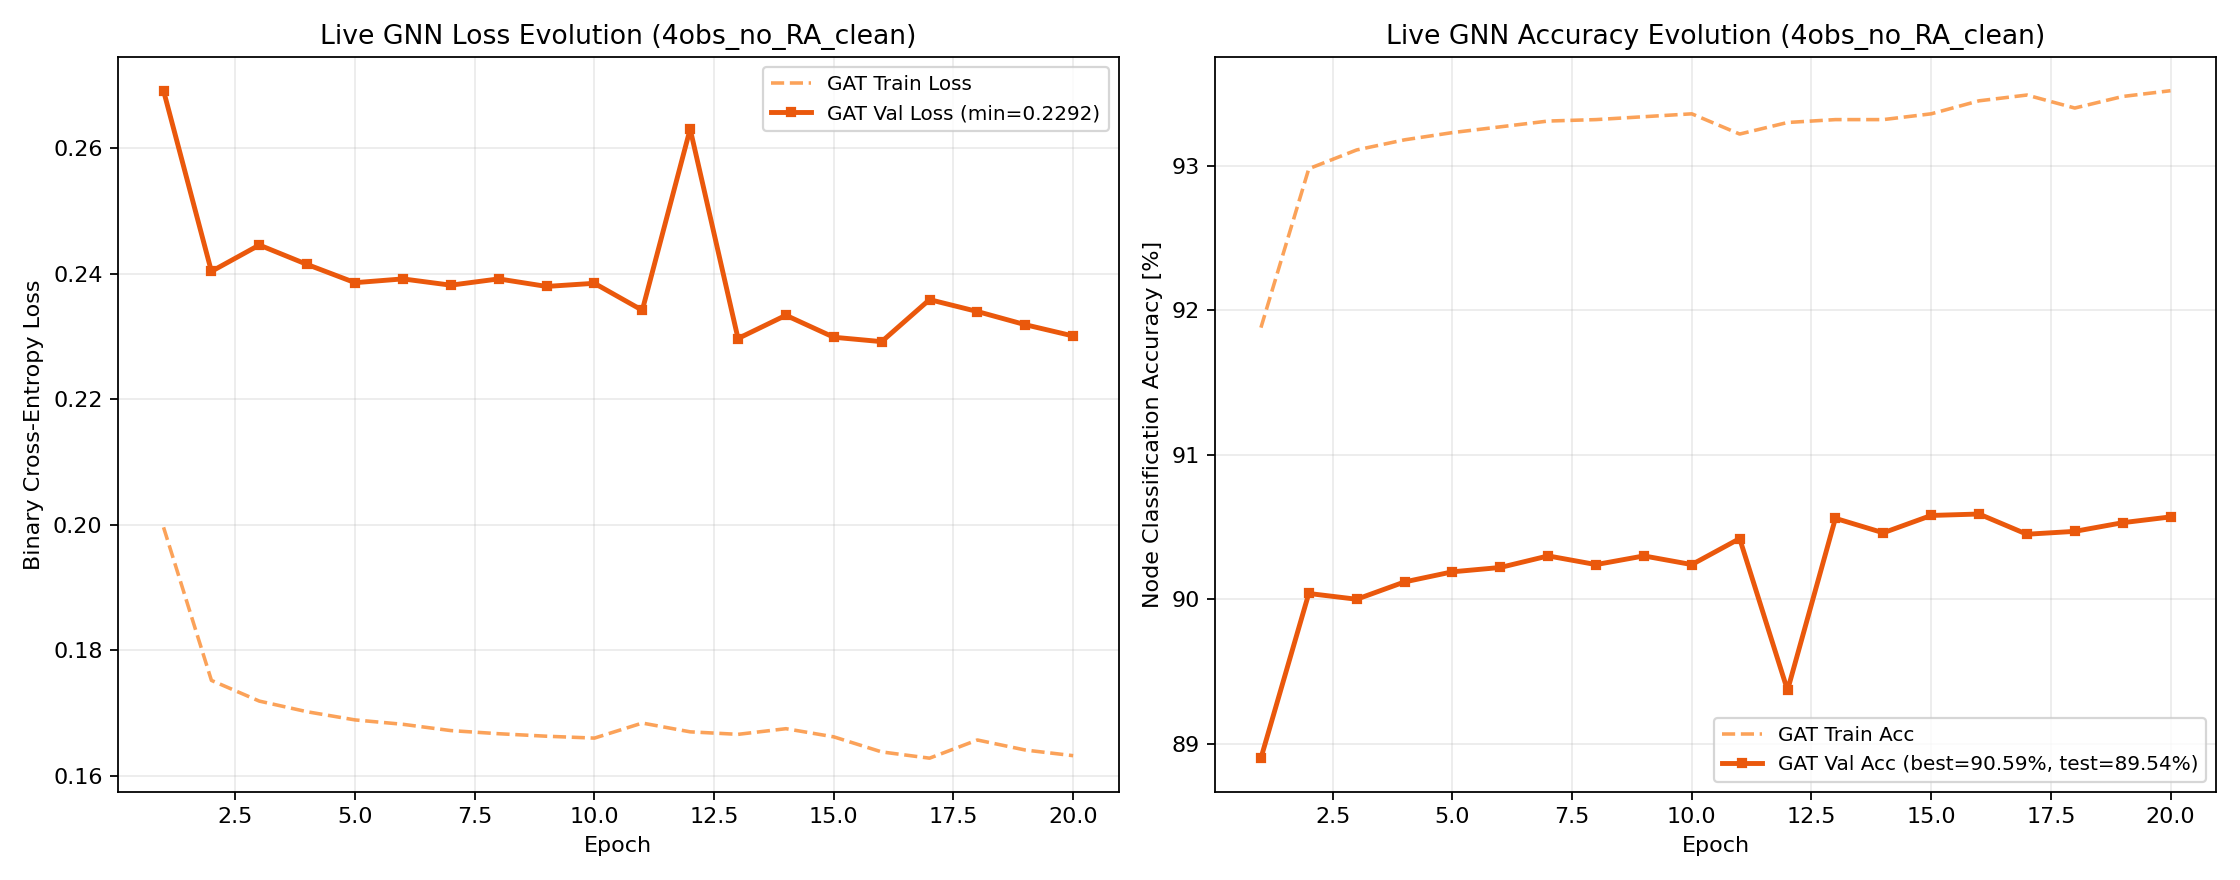 Live GNN Loss Evolution (4obs_no_RA_clean)
GAT Train Loss
GAT Val Loss (min=0.2292)
Binary Cross-Entropy Loss
0.26
0.24
0.22
0.20
0.18
0.16
2.5 5.0 7.5 10.0 12.5 15.0 17.5 20.0
Epoch
Live GNN Accuracy Evolution (4obs_no_RA_clean)
Node Classification Accuracy [%]
93
92
91
90
89
GAT Train Acc
GAT Val Acc (best=90.59%, test=89.54%)
2.5 5.0 7.5 10.0 12.5 15.0 17.5 20.0
Epoch